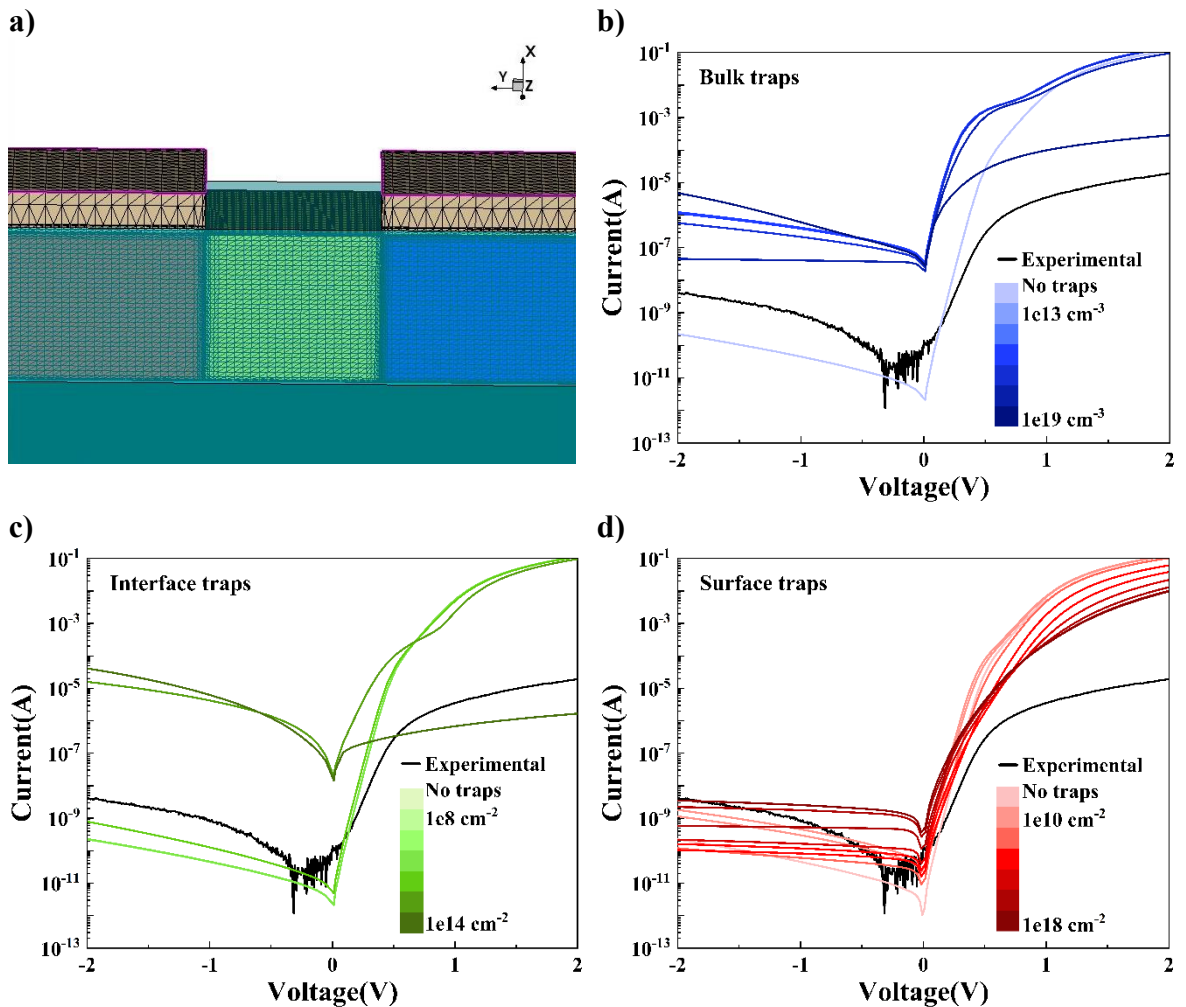 a)
X
Y
Z
b)
Bulk traps
Current(A)
10⁻¹
10⁻³
10⁻⁵
10⁻⁷
10⁻⁹
10⁻¹¹
10⁻¹³
Experimental
No traps
1e13 cm⁻³
1e19 cm⁻³
-2
-1
0
1
2
Voltage(V)
c)
Interface traps
Current(A)
10⁻¹
10⁻³
10⁻⁵
10⁻⁷
10⁻⁹
10⁻¹¹
10⁻¹³
Experimental
No traps
1e8 cm⁻²
1e14 cm⁻²
-2
-1
0
1
2
Voltage(V)
d)
Surface traps
Current(A)
10⁻¹
10⁻³
10⁻⁵
10⁻⁷
10⁻⁹
10⁻¹¹
10⁻¹³
Experimental
No traps
1e10 cm⁻²
1e18 cm⁻²
-2
-1
0
1
2
Voltage(V)